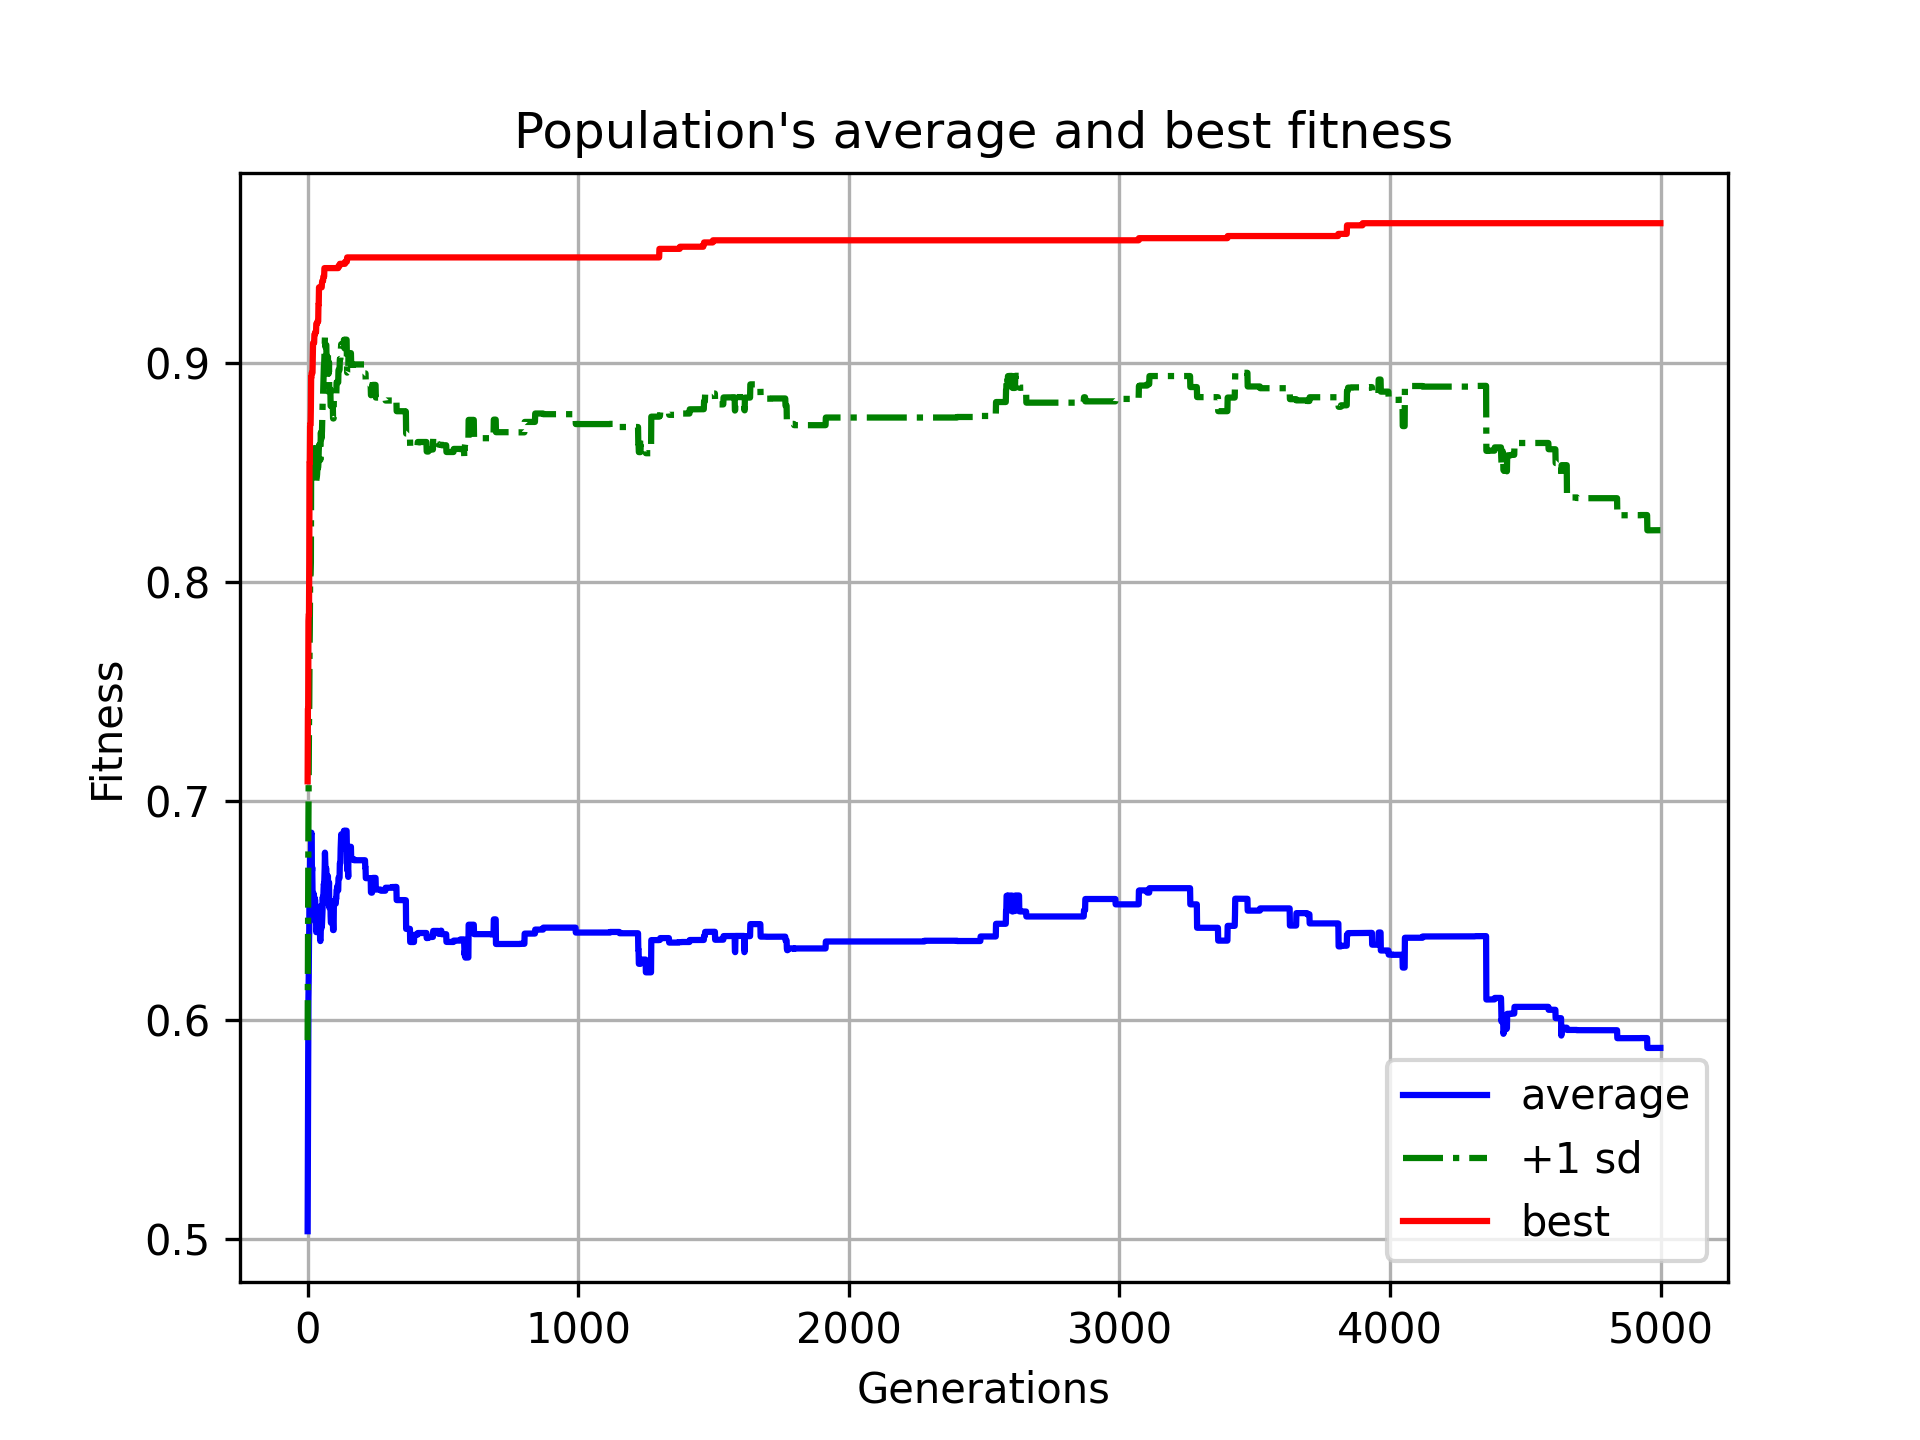 Population's average and best fitness
Fitness
0.9
0.8
0.7
0.6
0.5
0 1000 2000 3000 4000 5000
Generations
average
+1 sd
best